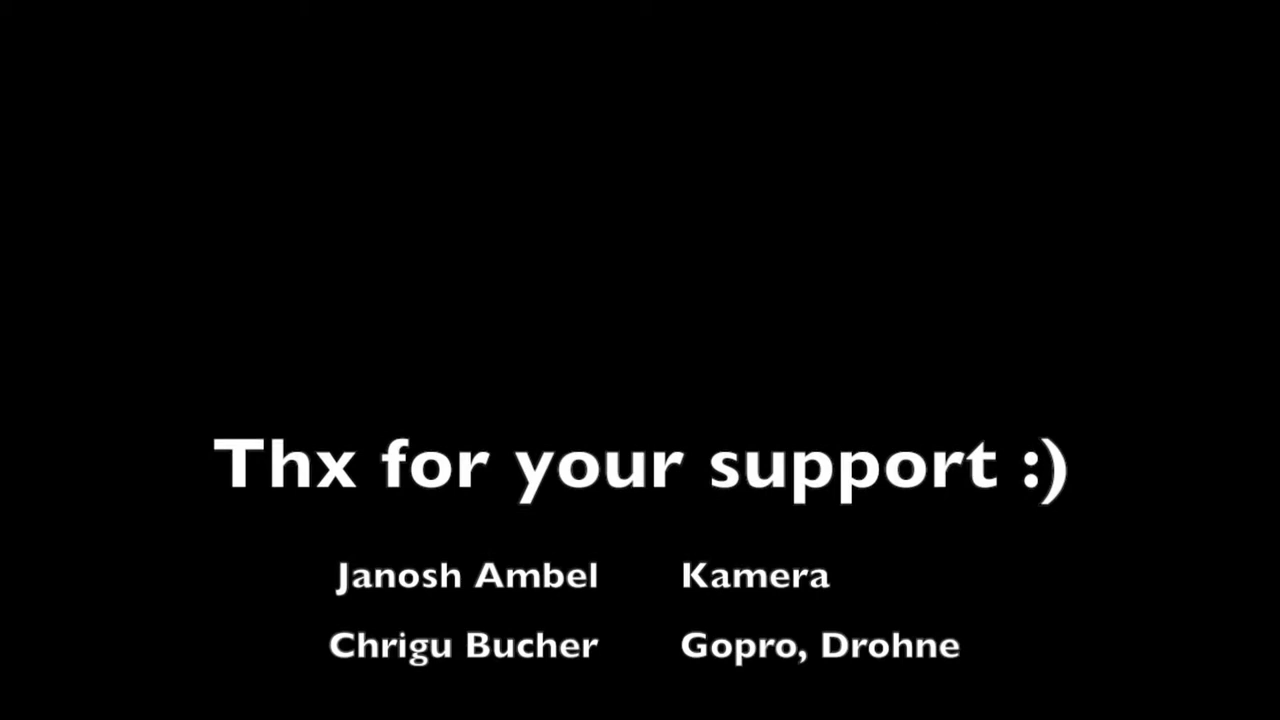 Thx for your support :)
Janosh Ambel Kamera
Chrigu Bucher Gopro, Drohne